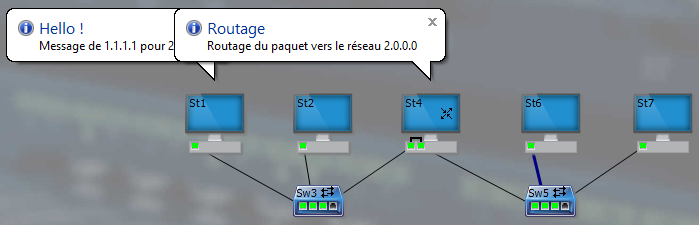 Hello !
Message de 1.1.1.1 pour 2
Routage
Routage du paquet vers le réseau 2.0.0.0
St1
St2
St4
St6
St7
Sw3
Sw5